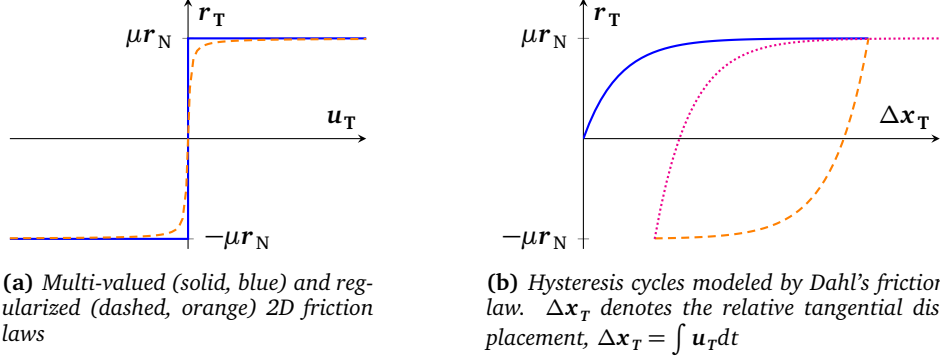 r_T
μr_N
u_T
−μr_N
(a) Multi-valued (solid, blue) and reg-
ularized (dashed, orange) 2D friction
laws
r_T
μr_N
Δx_T
−μr_N
(b) Hysteresis cycles modeled by Dahl's friction
law. Δx_T denotes the relative tangential dis
placement, Δx_T = ∫ u_T dt